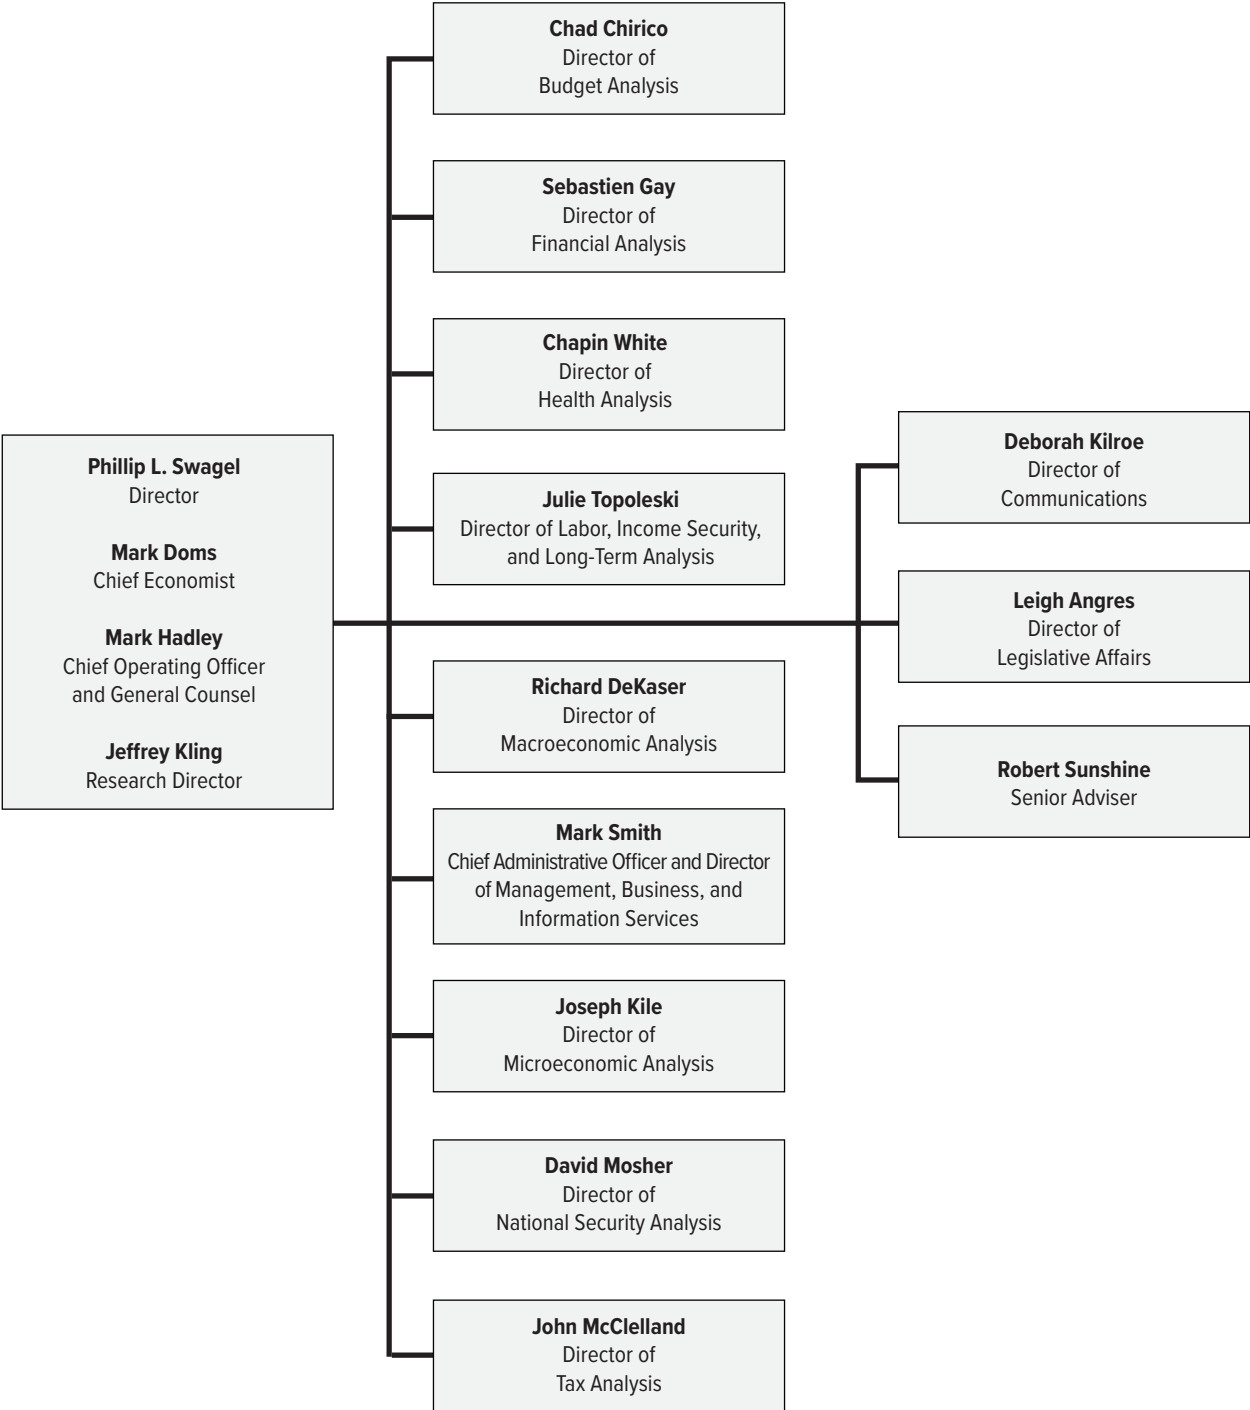 Phillip L. Swagel
Director
Mark Doms
Chief Economist
Mark Hadley
Chief Operating Officer
and General Counsel
Jeffrey Kling
Research Director
Chad Chirico
Director of
Budget Analysis
Sebastien Gay
Director of
Financial Analysis
Chapin White
Director of
Health Analysis
Julie Topoleski
Director of Labor, Income Security,
and Long-Term Analysis
Richard DeKaser
Director of
Macroeconomic Analysis
Mark Smith
Chief Administrative Officer and Director
of Management, Business, and
Information Services
Joseph Kile
Director of
Microeconomic Analysis
David Mosher
Director of
National Security Analysis
John McClelland
Director of
Tax Analysis
Deborah Kilroe
Director of
Communications
Leigh Angres
Director of
Legislative Affairs
Robert Sunshine
Senior Adviser